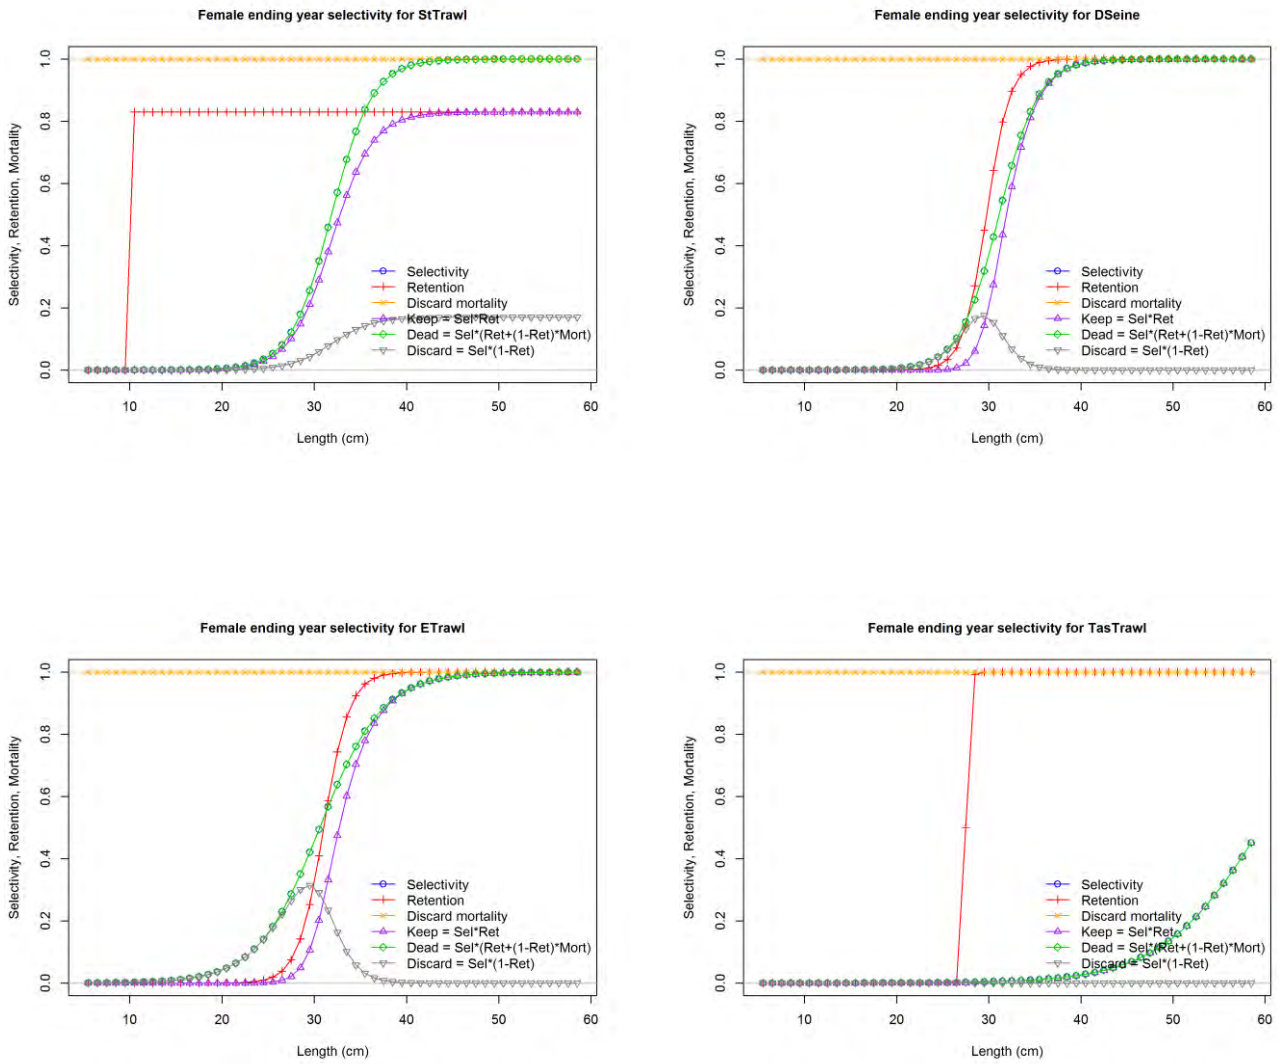 Female ending year selectivity for StTrawl
Selectivity, Retention, Mortality
1.0
0.8
0.6
0.4
0.2
0.0
Selectivity
Retention
Discard mortality
Keep = Sel*Ret
Dead = Sel*(Ret+(1-Ret)*Mort)
Discard = Sel*(1-Ret)
10 20 30 40 50 60
Length (cm)
Female ending year selectivity for DSeine
Selectivity, Retention, Mortality
1.0
0.8
0.6
0.4
0.2
0.0
Selectivity
Retention
Discard mortality
Keep = Sel*Ret
Dead = Sel*(Ret+(1-Ret)*Mort)
Discard = Sel*(1-Ret)
10 20 30 40 50 60
Length (cm)
Female ending year selectivity for ETrawl
Selectivity, Retention, Mortality
1.0
0.8
0.6
0.4
0.2
0.0
Selectivity
Retention
Discard mortality
Keep = Sel*Ret
Dead = Sel*(Ret+(1-Ret)*Mort)
Discard = Sel*(1-Ret)
10 20 30 40 50 60
Length (cm)
Female ending year selectivity for TasTrawl
Selectivity, Retention, Mortality
1.0
0.8
0.6
0.4
0.2
0.0
Selectivity
Retention
Discard mortality
Keep = Sel*Ret
Dead = Sel*(Ret+(1-Ret)*Mort)
Discard = Sel*(1-Ret)
10 20 30 40 50 60
Length (cm)